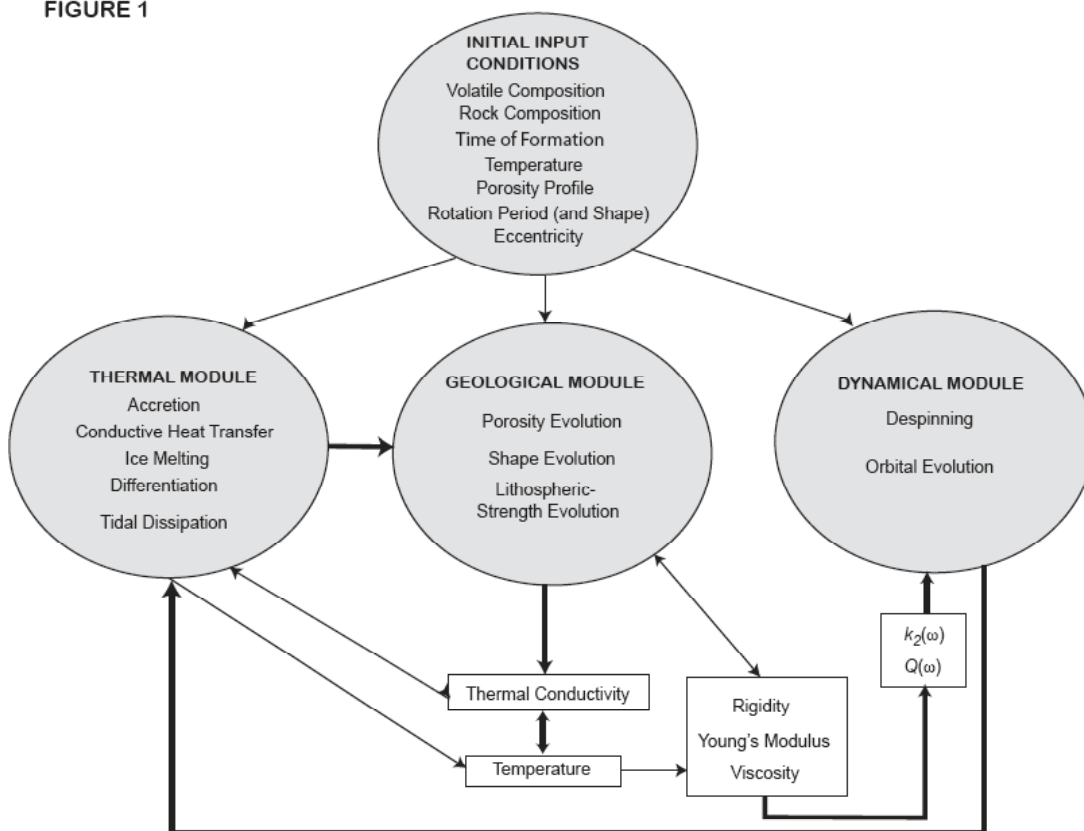 FIGURE 1
INITIAL INPUT
CONDITIONS
Volatile Composition
Rock Composition
Time of Formation
Temperature
Porosity Profile
Rotation Period (and Shape)
Eccentricity
THERMAL MODULE
Accretion
Conductive Heat Transfer
Ice Melting
Differentiation
Tidal Dissipation
GEOLOGICAL MODULE
Porosity Evolution
Shape Evolution
Lithospheric-
Strength Evolution
DYNAMICAL MODULE
Despinning
Orbital Evolution
k₂(ω)
Q(ω)
Thermal Conductivity
Temperature
Rigidity
Young's Modulus
Viscosity